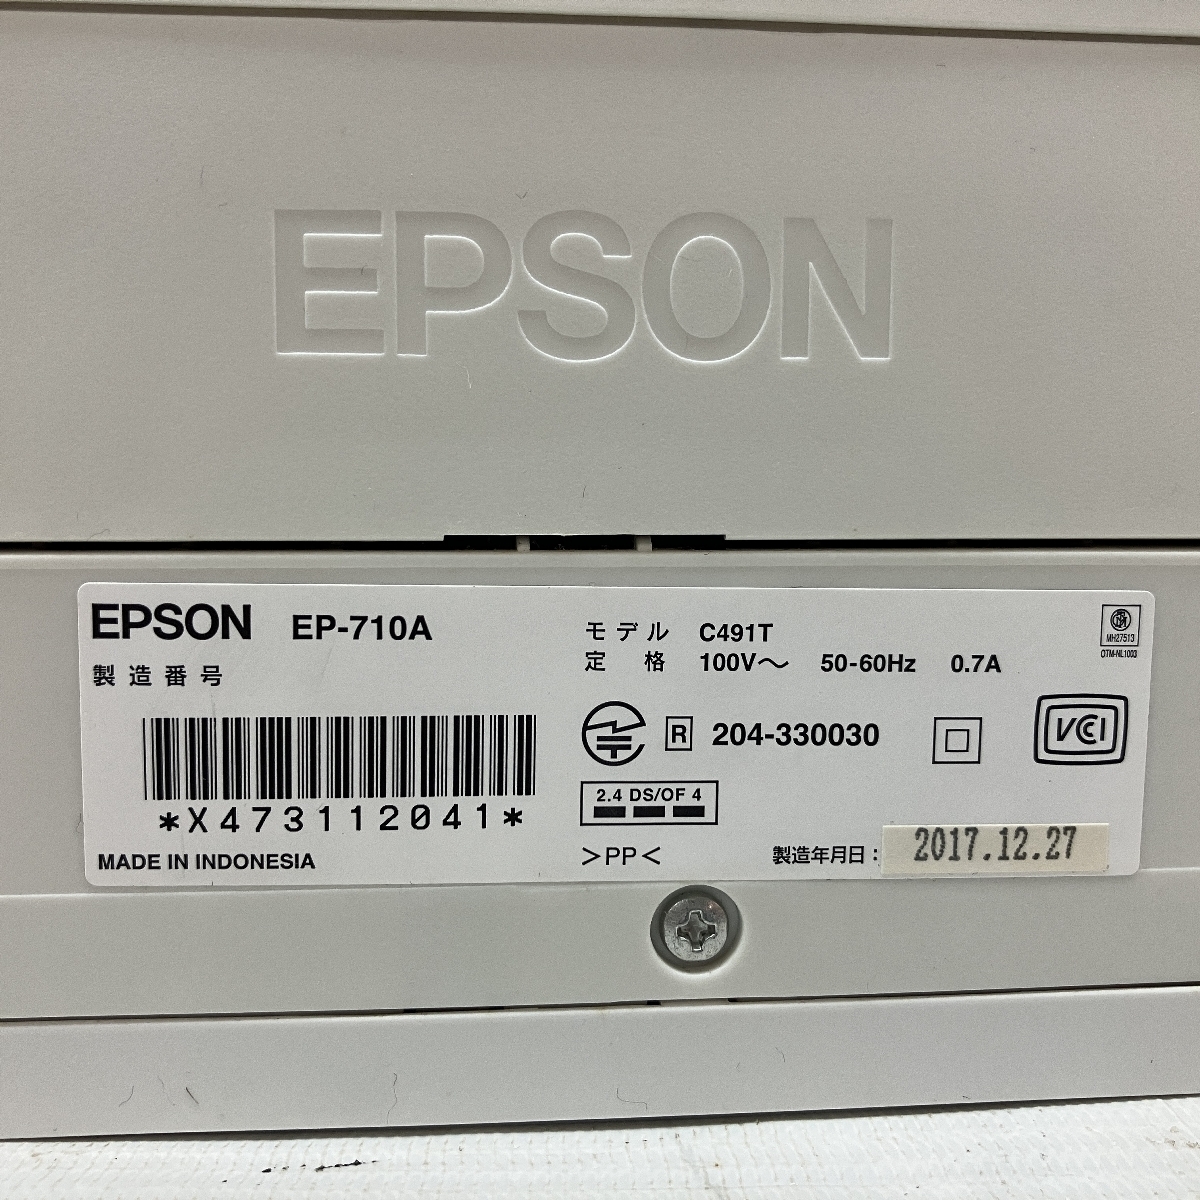 EPSON
EPSON EP-710A
製造番号
*X473112041*
MADE IN INDONESIA
モデル C491T
定格 100V～ 50-60Hz 0.7A
R 204-330030
2.4 DS/OF 4
>PP<
製造年月日：2017.12.27
MH27513
OTM-NL1003
VCCI